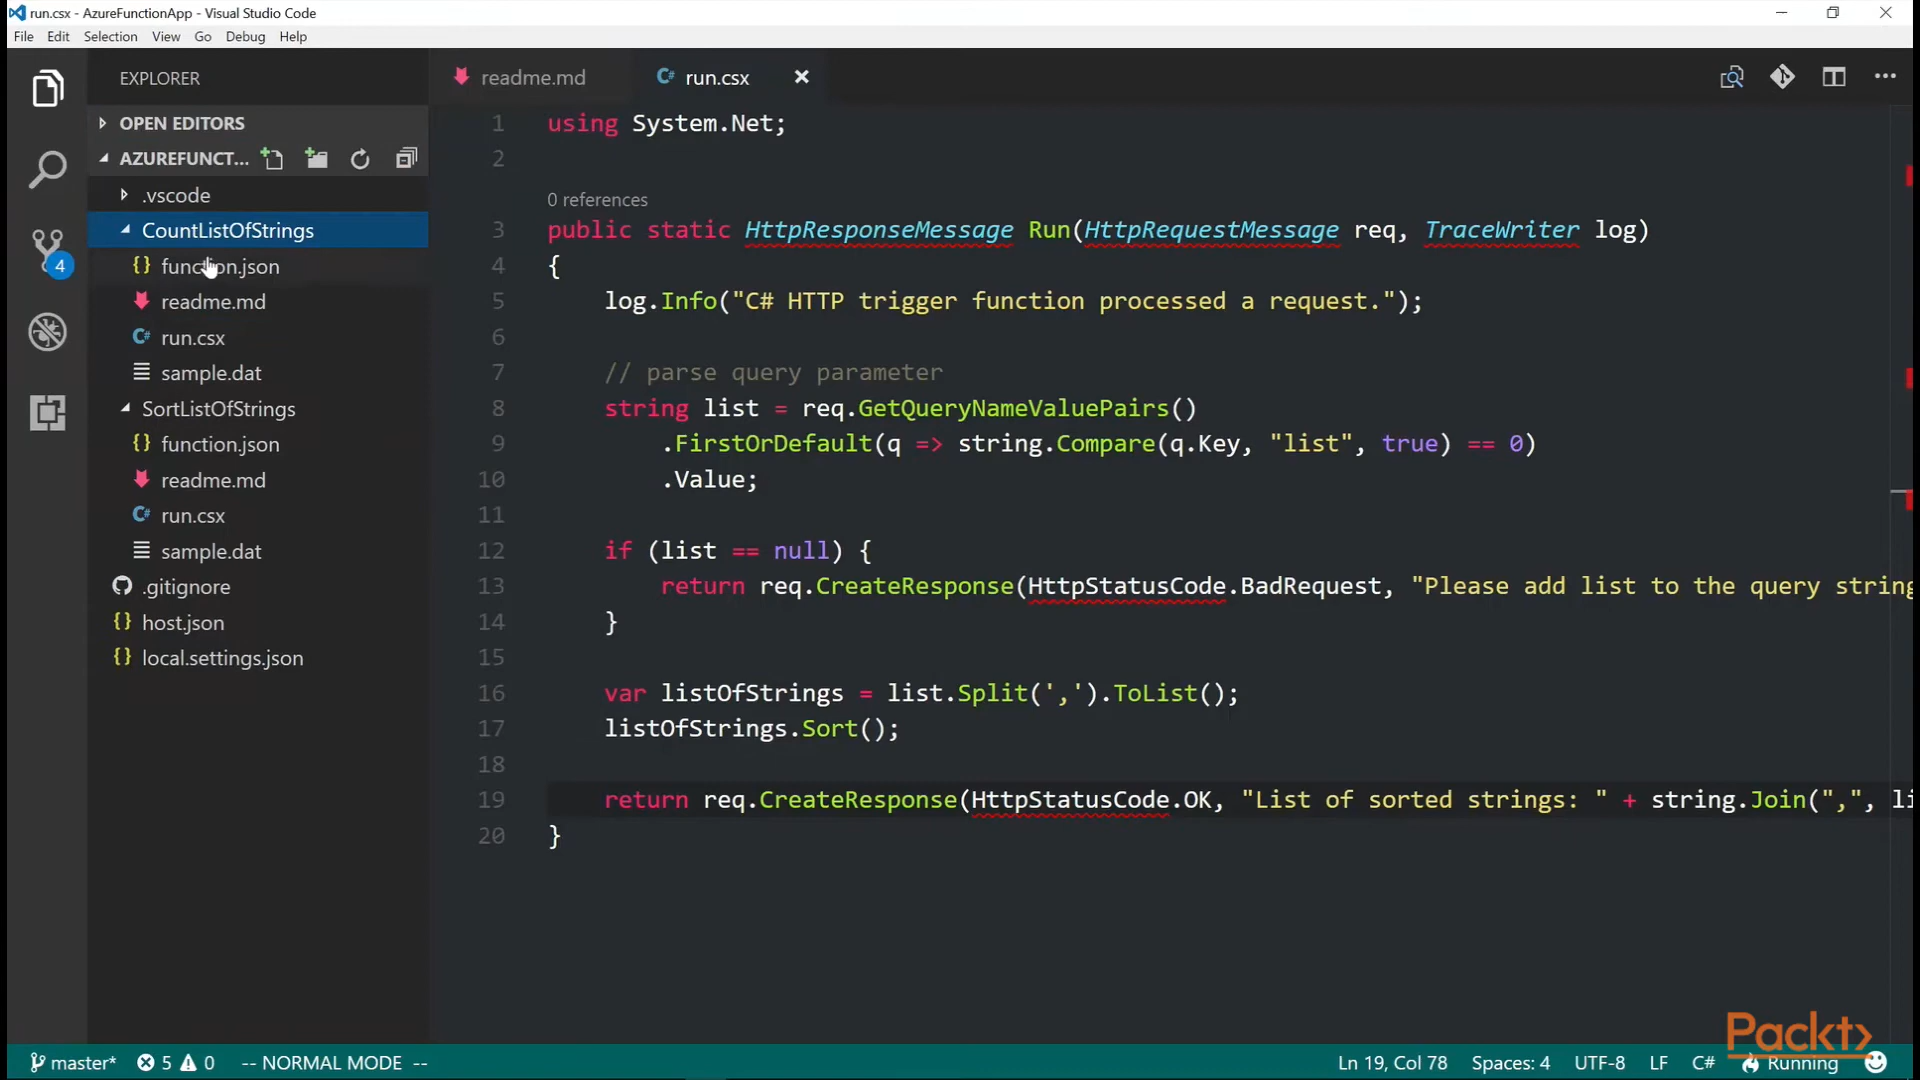 run.csx - AzureFunctionApp - Visual Studio Code
File Edit Selection View Go Debug Help
EXPLORER
OPEN EDITORS
AZUREFUNCT...
.vscode
CountListOfStrings
function.json
readme.md
run.csx
sample.dat
SortListOfStrings
function.json
readme.md
run.csx
sample.dat
.gitignore
host.json
local.settings.json
4
readme.md run.csx
1 using System.Net;
2
0 references
3 public static HttpResponseMessage Run(HttpRequestMessage req, TraceWriter log)
4 {
5 log.Info("C# HTTP trigger function processed a request.");
6
7 // parse query parameter
8 string list = req.GetQueryNameValuePairs()
9 .FirstOrDefault(q => string.Compare(q.Key, "list", true) == 0)
10 .Value;
11
12 if (list == null) {
13 return req.CreateResponse(HttpStatusCode.BadRequest, "Please add list to the query string
14 }
15
16 var listOfStrings = list.Split(',').ToList();
17 listOfStrings.Sort();
18
19 return req.CreateResponse(HttpStatusCode.OK, "List of sorted strings: " + string.Join(",", li
20 }
Packt>
master* 5 0 -- NORMAL MODE -- Ln 19, Col 78 Spaces: 4 UTF-8 LF C# Running